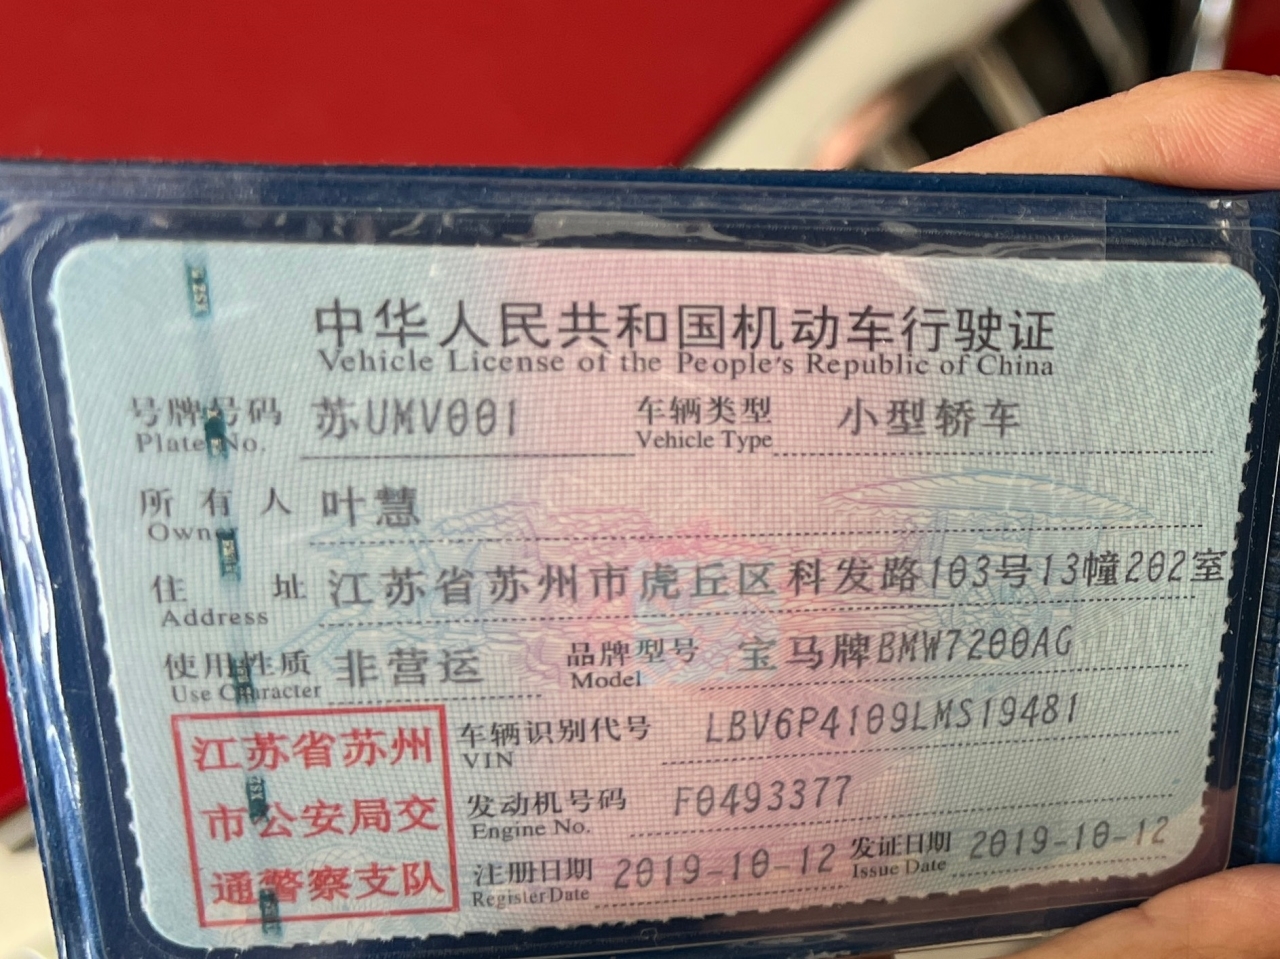 中华人民共和国机动车行驶证
Vehicle License of the People's Republic of China
号牌号码 苏UMV001 车辆类型 小型轿车
Plate No. Vehicle Type
所有人 叶慧
Owner
住址 江苏省苏州市虎丘区科发路103号13幢202室
Address
使用性质 非营运 品牌型号 宝马牌BMW7200AG
Use Character Model
江苏省苏州
市公安局交
通警察支队
车辆识别代号 LBV6P4109LMS19481
VIN
发动机号码 F0493377
Engine No.
注册日期 2019-10-12 发证日期 2019-10-12
Register Date Issue Date